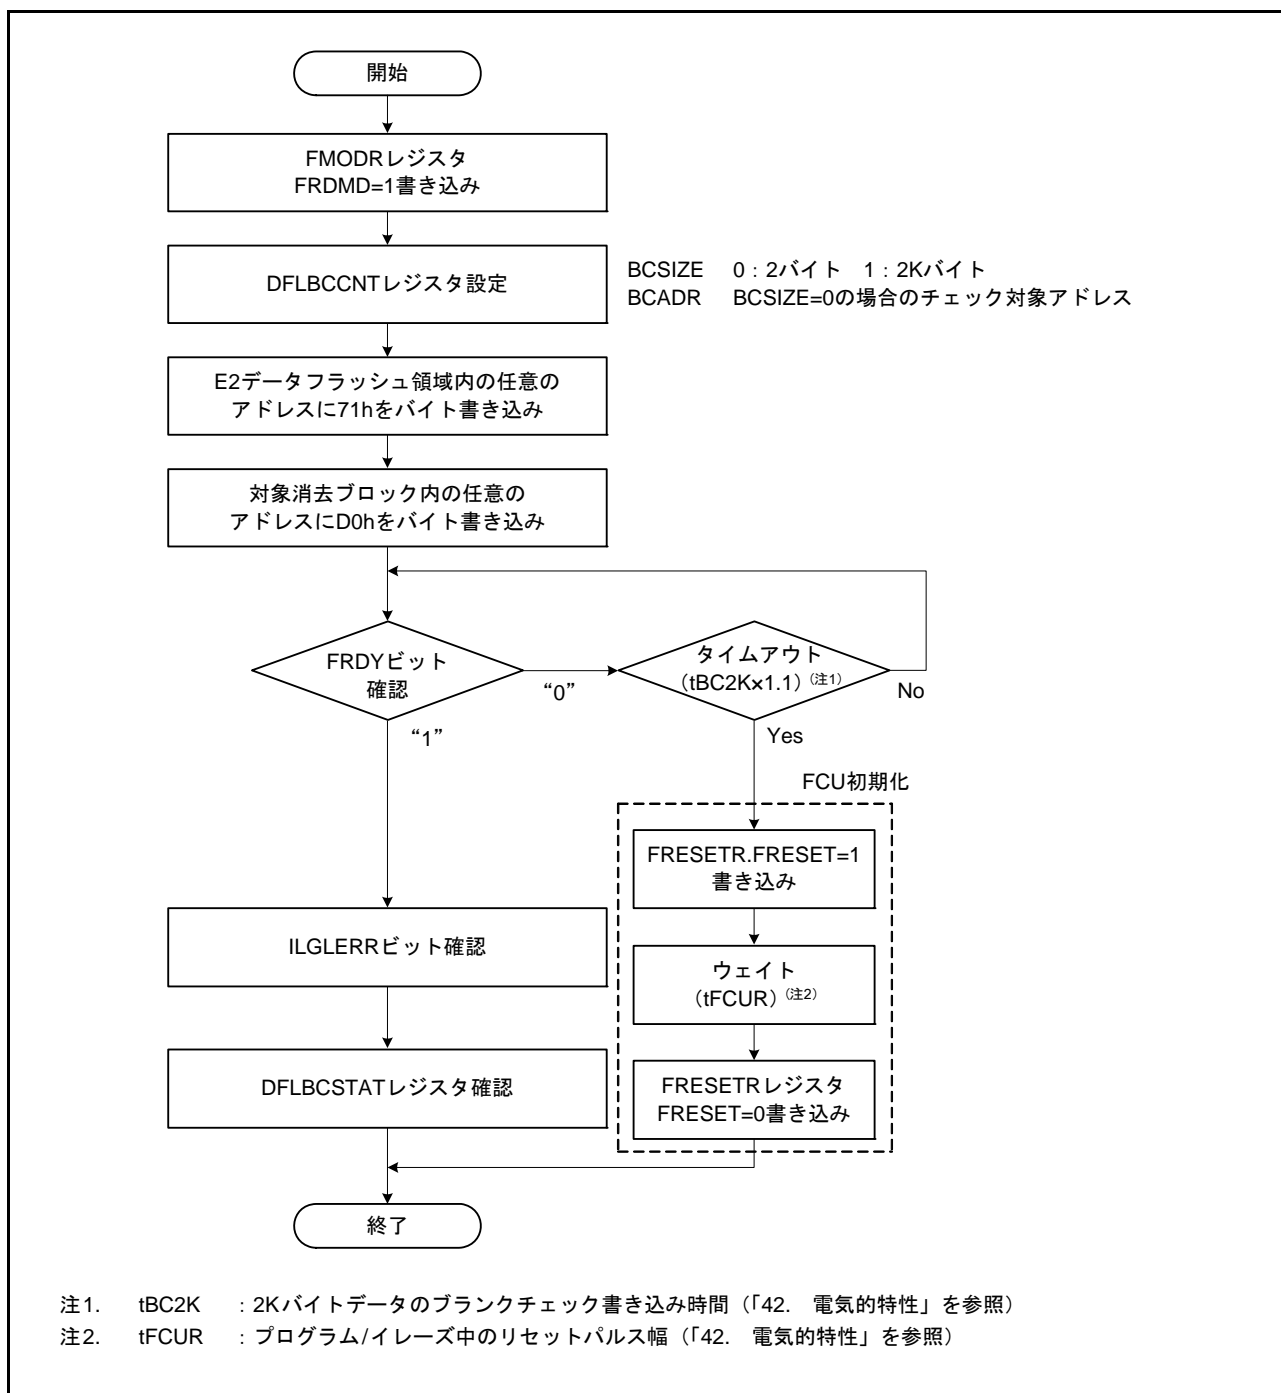 開始
FMODRレジスタ
FRDMD=1書き込み
DFLBCCNTレジスタ設定
BCSIZE 0：2バイト 1：2Kバイト
BCADR BCSIZE=0の場合のチェック対象アドレス
E2データフラッシュ領域内の任意の
アドレスに71hをバイト書き込み
対象消去ブロック内の任意の
アドレスにD0hをバイト書き込み
FRDYビット
確認
“0”
“1”
タイムアウト
（tBC2K×1.1）（注1）
No
Yes
FCU初期化
FRESETR.FRESET=1
書き込み
ウェイト
（tFCUR）（注2）
FRESETRレジスタ
FRESET=0書き込み
ILGLERRビット確認
DFLBCSTATレジスタ確認
終了
注1. tBC2K ：2Kバイトデータのブランクチェック書き込み時間（「42. 電気的特性」を参照）
注2. tFCUR ：プログラム/イレーズ中のリセットパルス幅（「42. 電気的特性」を参照）